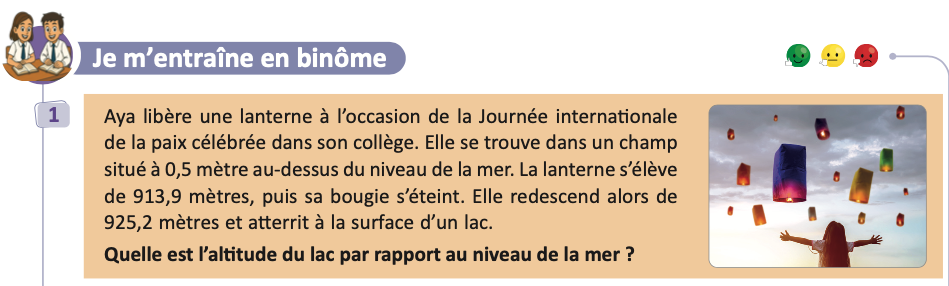 Je m’entraîne en binôme
1
Aya libère une lanterne à l’occasion de la Journée internationale
de la paix célébrée dans son collège. Elle se trouve dans un champ
situé à 0,5 mètre au-dessus du niveau de la mer. La lanterne s’élève
de 913,9 mètres, puis sa bougie s’éteint. Elle redescend alors de
925,2 mètres et atterrit à la surface d’un lac.
Quelle est l’altitude du lac par rapport au niveau de la mer ?